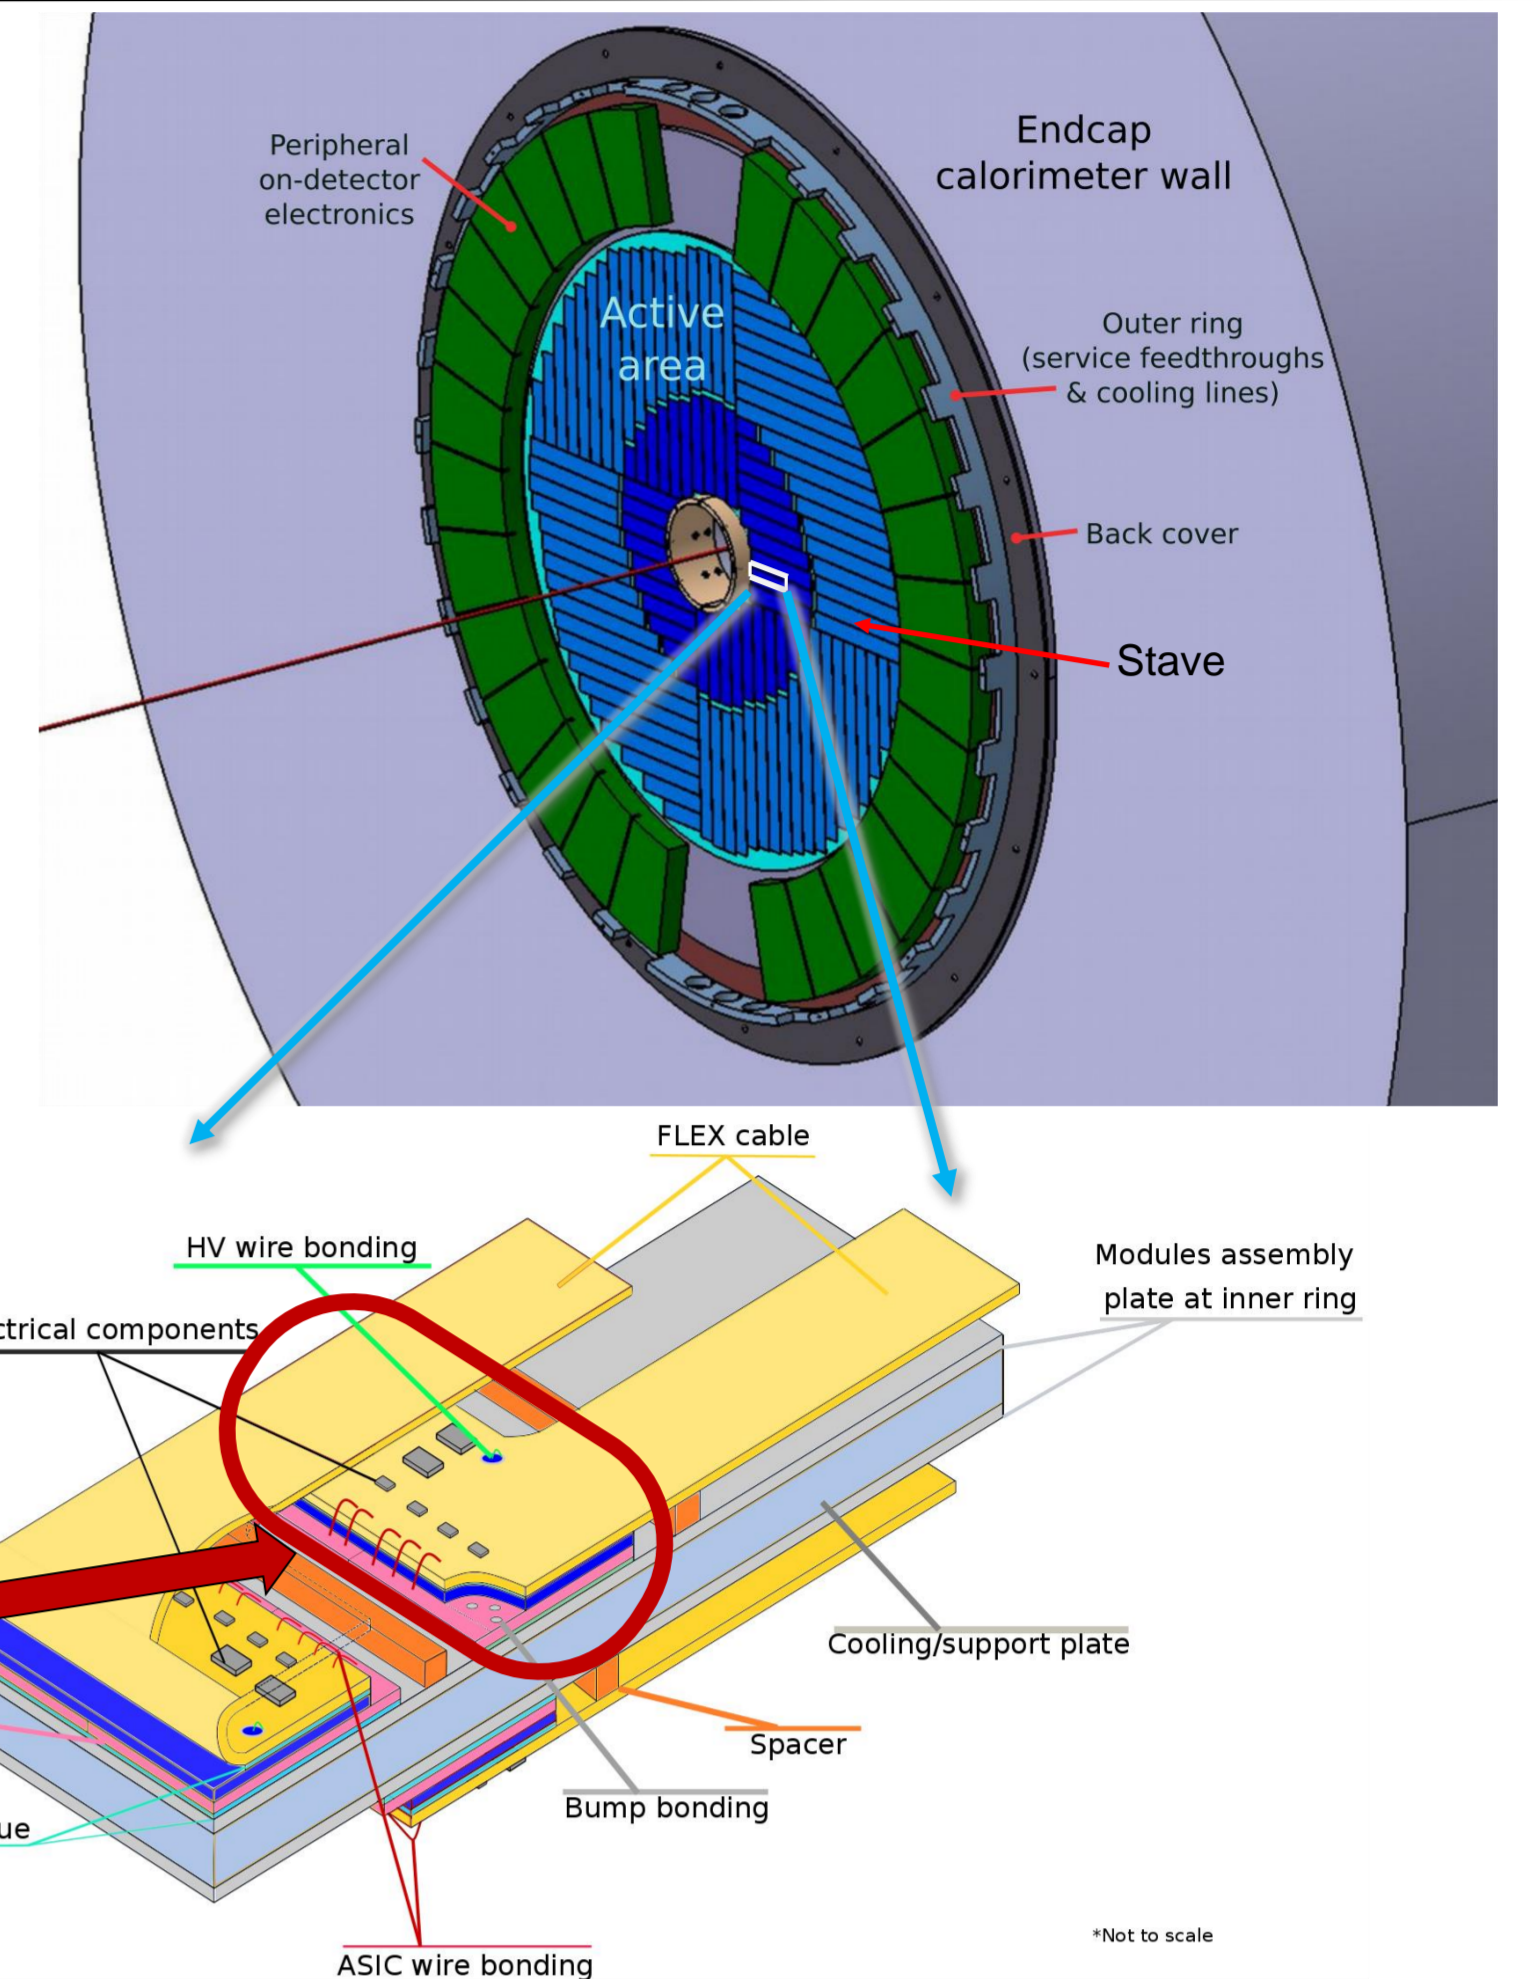 Peripheral
on-detector
electronics
Endcap
calorimeter wall
Active
area
Outer ring
(service feedthroughs
& cooling lines)
Back cover
Stave
FLEX cable
HV wire bonding
Modules assembly
plate at inner ring
ctrical components
Cooling/support plate
Spacer
Bump bonding
ue
ASIC wire bonding
*Not to scale